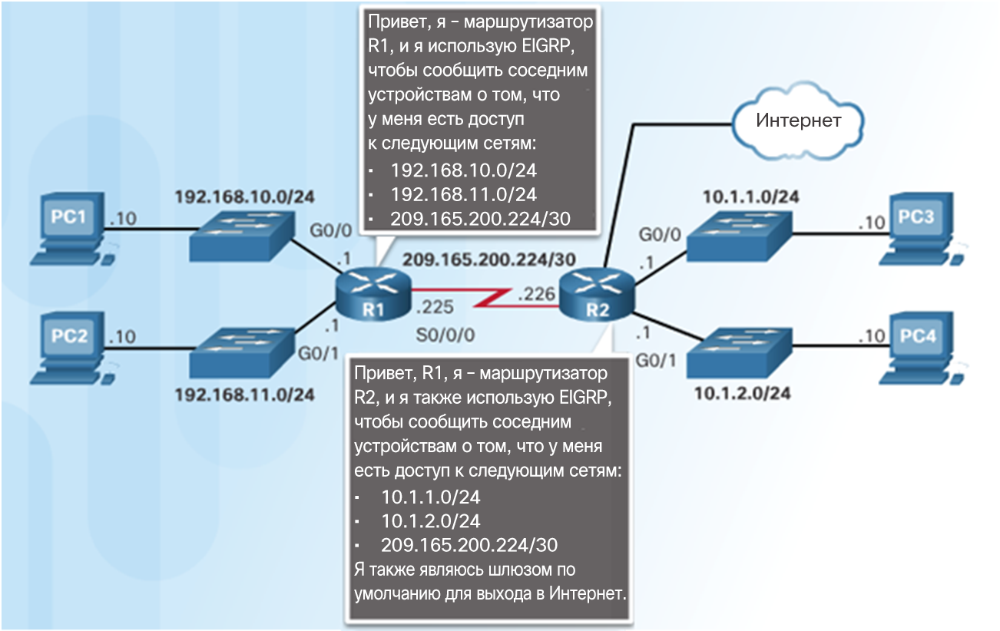 Привет, я – маршрутизатор
R1, и я использую EIGRP,
чтобы сообщить соседним
устройствам о том, что
у меня есть доступ
к следующим сетям:
· 192.168.10.0/24
· 192.168.11.0/24
· 209.165.200.224/30
Интернет
192.168.10.0/24
10.1.1.0/24
PC1
.10
G0/0
.1
209.165.200.224/30
G0/0
.1
.10
PC3
R1
.225
S0/0/0
.226
R2
PC2
.10
.1
G0/1
192.168.11.0/24
.1
G0/1
10.1.2.0/24
.10
PC4
Привет, R1, я – маршрутизатор
R2, и я также использую EIGRP,
чтобы сообщить соседним
устройствам о том, что у меня
есть доступ к следующим сетям:
· 10.1.1.0/24
· 10.1.2.0/24
· 209.165.200.224/30
Я также являюсь шлюзом по
умолчанию для выхода в Интернет.